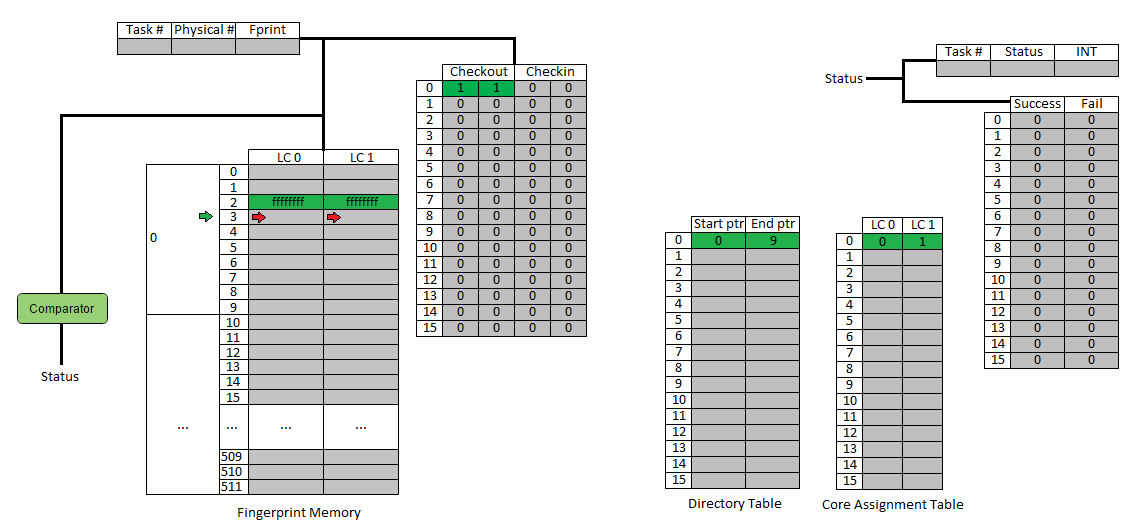 Task # Physical # Fprint
Checkout Checkin
0 1 1 0 0
1 0 0 0 0
2 0 0 0 0
3 0 0 0 0
4 0 0 0 0
5 0 0 0 0
6 0 0 0 0
7 0 0 0 0
8 0 0 0 0
9 0 0 0 0
10 0 0 0 0
11 0 0 0 0
12 0 0 0 0
13 0 0 0 0
14 0 0 0 0
15 0 0 0 0
LC 0 LC 1
0
0
1
2 ffffffff ffffffff
3
4
5
6
7
8
9
10
11
12
13
14
15
... ... ... ...
509
510
511
Fingerprint Memory
Comparator
Status
Start ptr End ptr
0 0 9
1
2
3
4
5
6
7
8
9
10
11
12
13
14
15
Directory Table
LC 0 LC 1
0 0 1
1
2
3
4
5
6
7
8
9
10
11
12
13
14
15
Core Assignment Table
Status
Task # Status INT
Success Fail
0 0 0
1 0 0
2 0 0
3 0 0
4 0 0
5 0 0
6 0 0
7 0 0
8 0 0
9 0 0
10 0 0
11 0 0
12 0 0
13 0 0
14 0 0
15 0 0